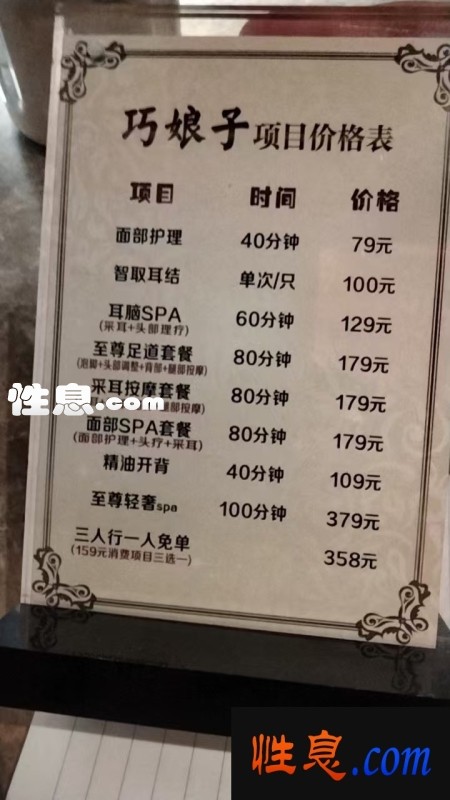 巧娘子项目价格表
项目 时间 价格
面部护理 40分钟 79元
智取耳结 单次/只 100元
耳脑SPA 60分钟 129元
(采耳+头部理疗)
至尊足道套餐 80分钟 179元
(泡脚+头部调整+背部+腿部按摩)
采耳按摩套餐 80分钟 179元
腿部按摩)
性息.com
面部SPA套餐 80分钟 179元
(面部护理+头疗+采耳)
精油开背 40分钟 109元
至尊轻奢spa 100分钟 379元
三人行一人免单 358元
(159元消费项目三选一)
性息.com